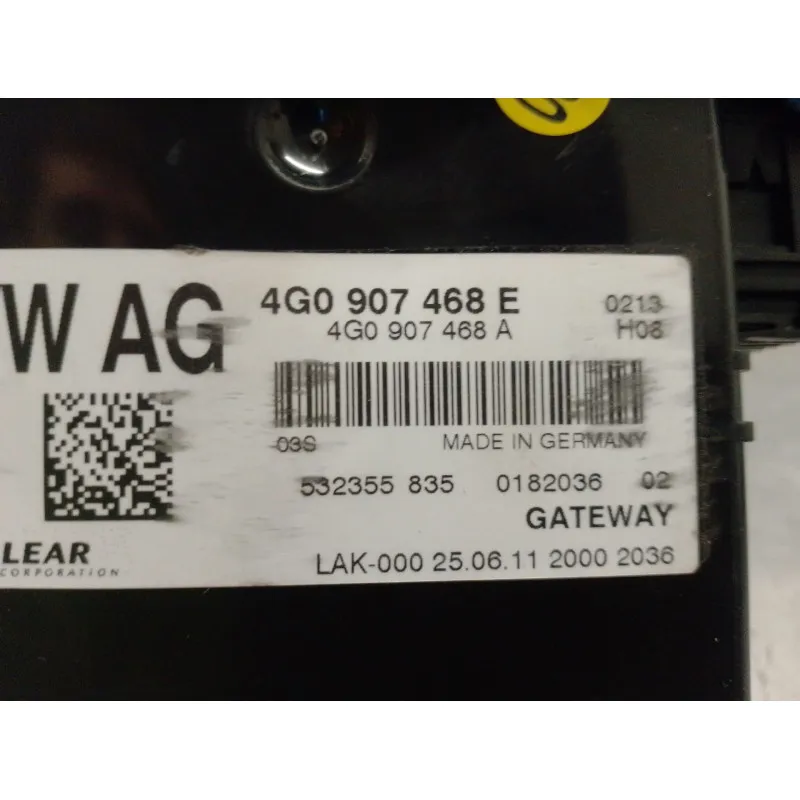 W AG
4G0 907 468 E 0213
4G0 907 468 A H08
03S MADE IN GERMANY
532355 835 0182036 02
GATEWAY
LEAR
CORPORATION
LAK-000 25.06.11 2000 2036